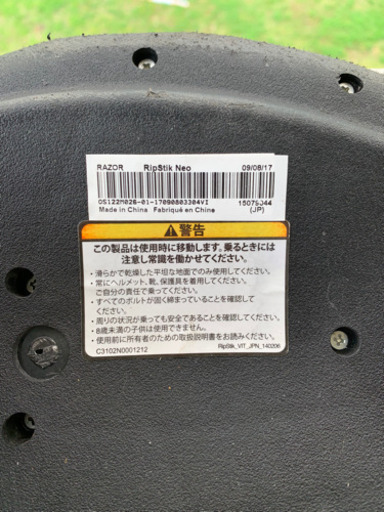 RAZOR RipStik Neo 09/08/17
OS122M026-01-17090803304VI 15075044
Made in China Fabriqué en Chine (JP)
⚠警告
この製品は使用時に移動します。乗るときには
注意し常識を働かせてください。
・滑らかで乾燥した平坦な地面でのみ使用してください。
・常にヘルメット、靴、保護具を着用してください。
ご自分の責任で乗ってください。
・すべてのボルトが固く締まっていることを確認して
ください。
・周りの状況が乗っても安全であることを確認してください。
・8歳未満の子供は使用できません。
・使用前に所有者のための取扱説明書をお読みください。
C3102N0001212 RipStik_VIT_JPN_140206